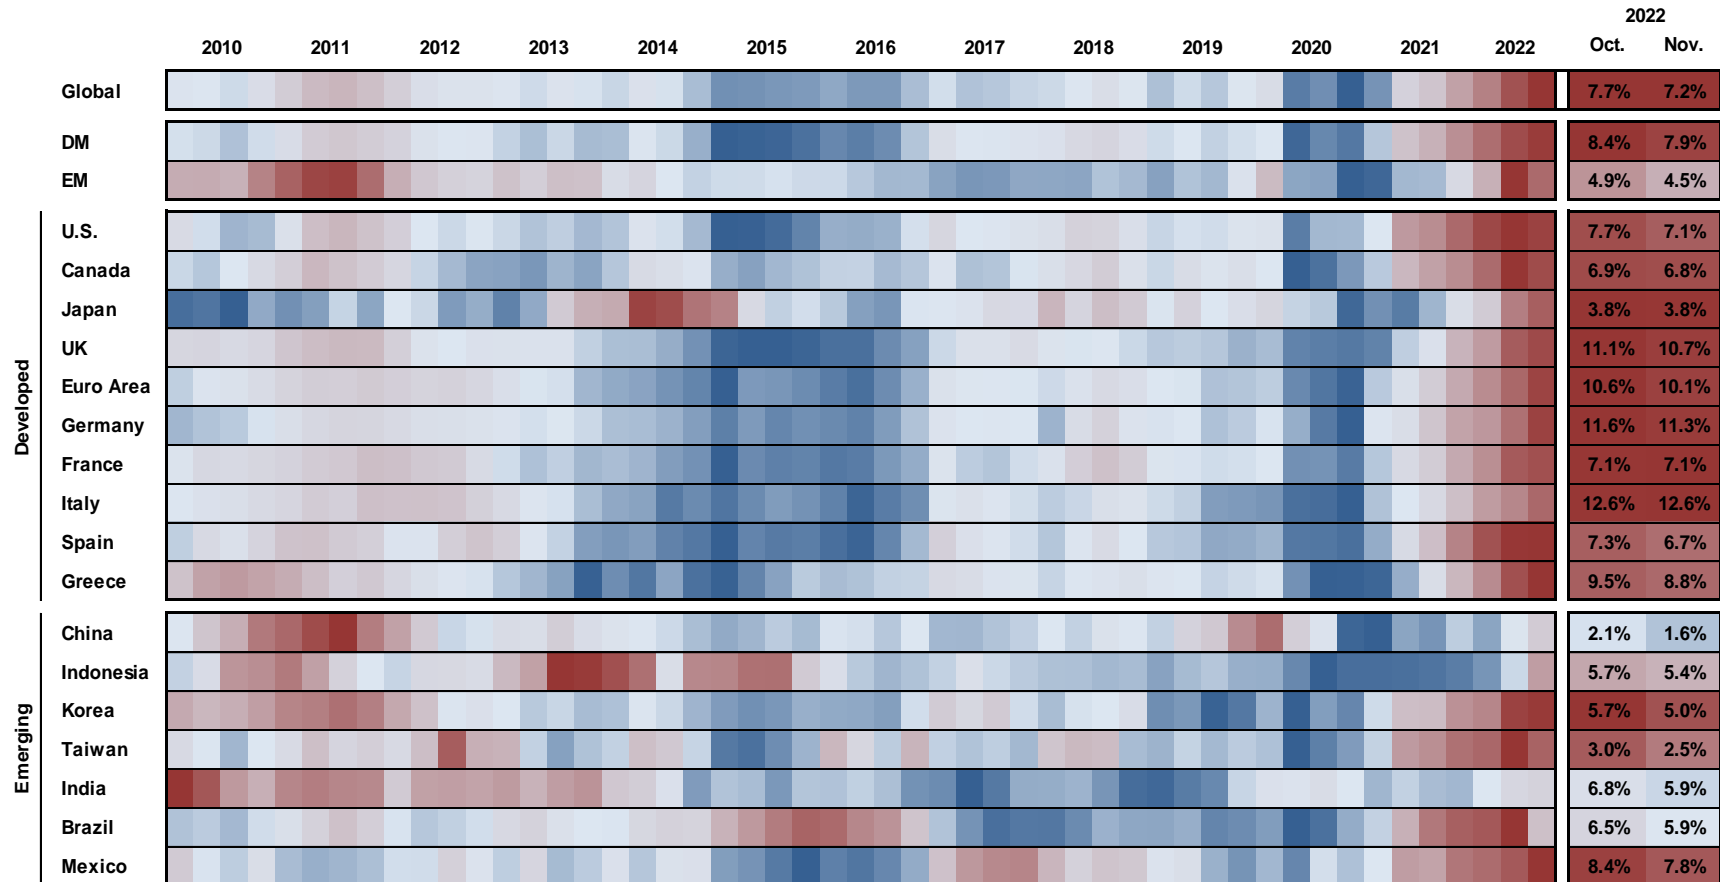 2022
2010 2011 2012 2013 2014 2015 2016 2017 2018 2019 2020 2021 2022 Oct. Nov.
Global 7.7% 7.2%
DM 8.4% 7.9%
EM 4.9% 4.5%
Developed
U.S. 7.7% 7.1%
Canada 6.9% 6.8%
Japan 3.8% 3.8%
UK 11.1% 10.7%
Euro Area 10.6% 10.1%
Germany 11.6% 11.3%
France 7.1% 7.1%
Italy 12.6% 12.6%
Spain 7.3% 6.7%
Greece 9.5% 8.8%
Emerging
China 2.1% 1.6%
Indonesia 5.7% 5.4%
Korea 5.7% 5.0%
Taiwan 3.0% 2.5%
India 6.8% 5.9%
Brazil 6.5% 5.9%
Mexico 8.4% 7.8%